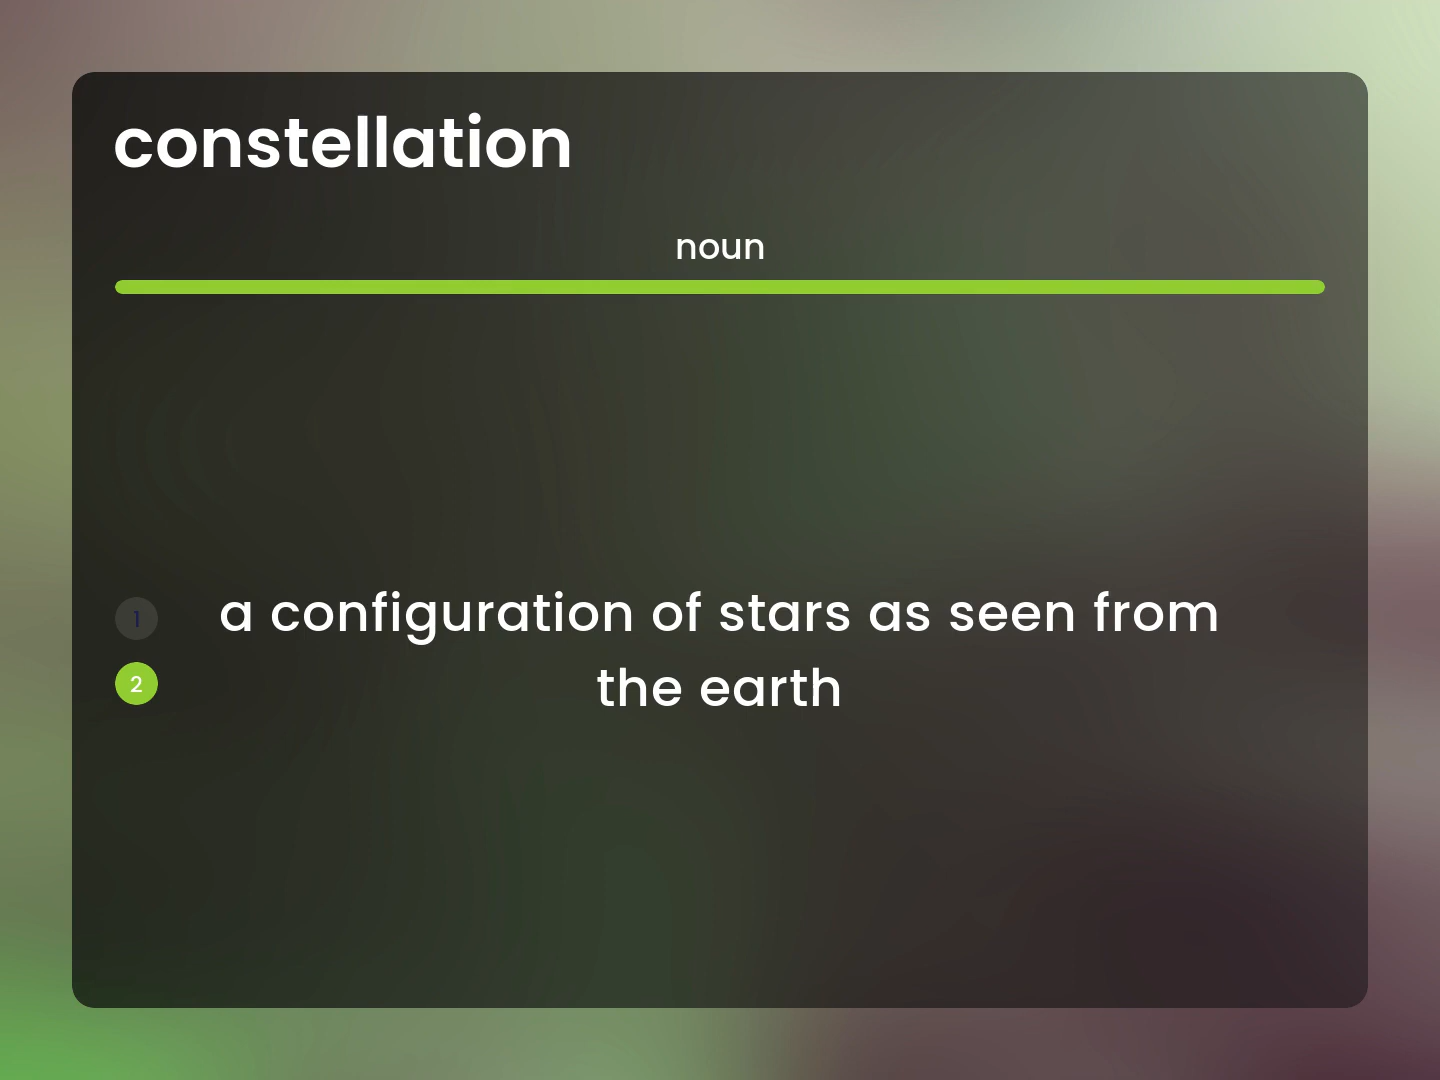 constellation
noun
1
a configuration of stars as seen from
2
the earth